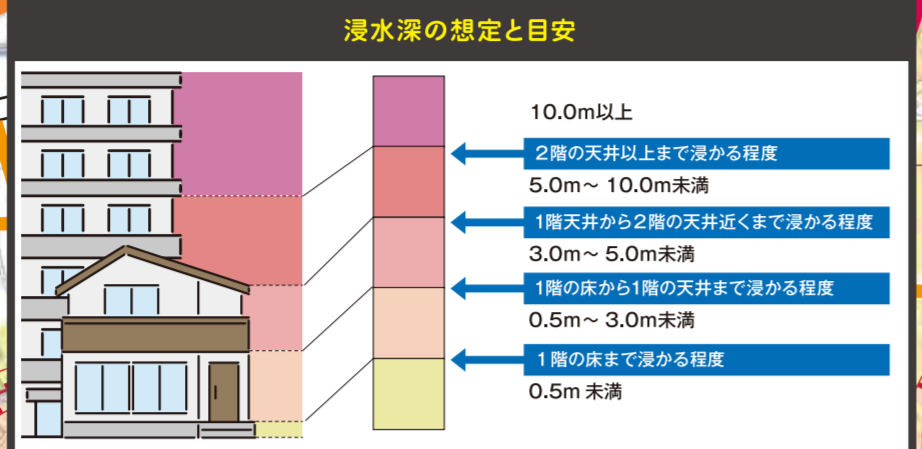 浸水深の想定と目安
10.0m以上
2階の天井以上まで浸かる程度
5.0m～ 10.0m未満
1階天井から2階の天井近くまで浸かる程度
3.0m～ 5.0m未満
1階の床から1階の天井まで浸かる程度
0.5m～ 3.0m未満
1階の床まで浸かる程度
0.5m 未満